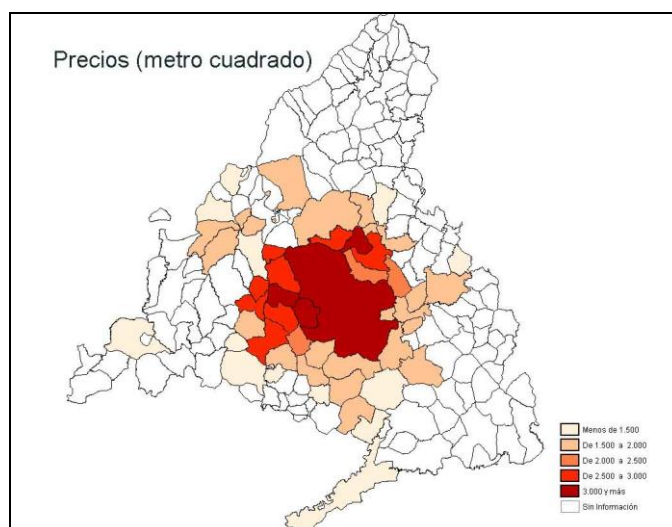 Precios (metro cuadrado)
Menos de 1.500
De 1.500 a 2.000
De 2.000 a 2.500
De 2.500 a 3.000
3.000 y más
Sin Información